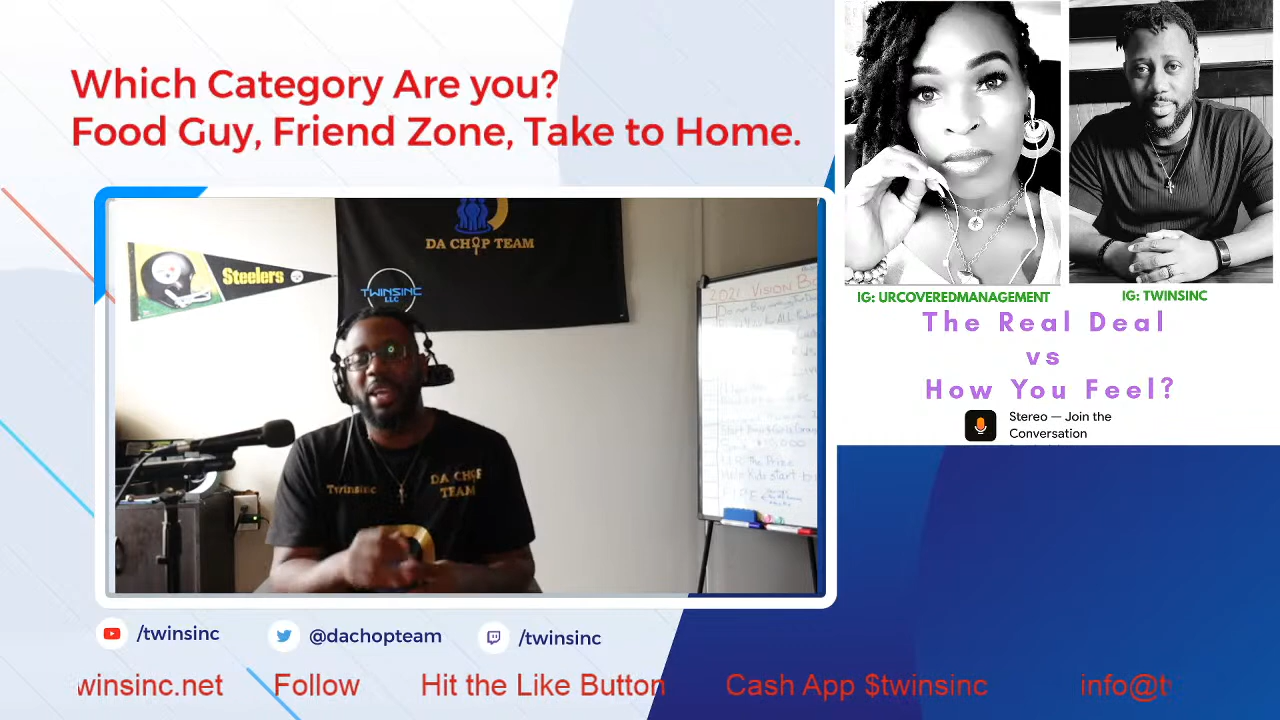 Which Category Are you?
Food Guy, Friend Zone, Take to Home.
DA CHOP TEAM
Steelers
TWINSINC
LLC
2021 VISION
Twinsinc
DA CHOP
TEAM
IG: URCOVEREDMANAGEMENT
IG: TWINSINC
The Real Deal
vs
How You Feel?
Stereo — Join the
Conversation
/twinsinc
@dachopteam
/twinsinc
winsinc.net Follow Hit the Like Button Cash App $twinsinc info@t